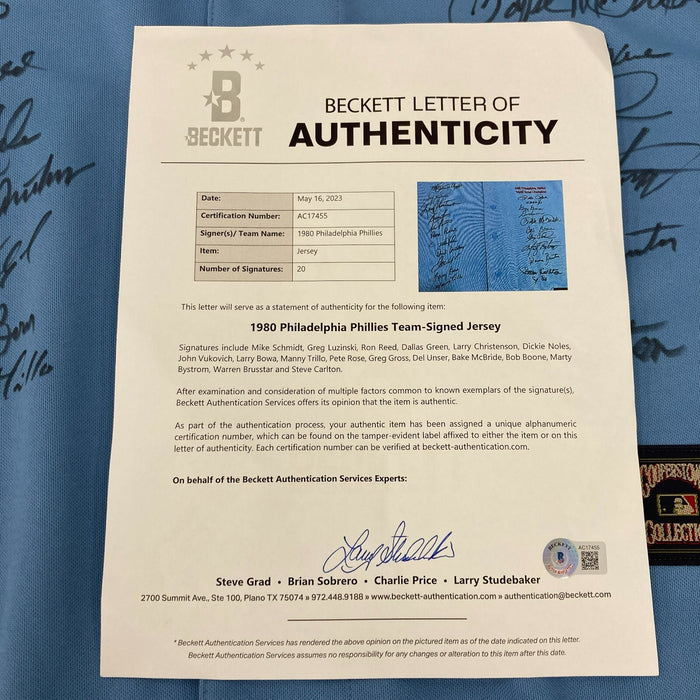 B
BECKETT
BECKETT LETTER OF
AUTHENTICITY
Date: May 16, 2023
Certification Number: AC17455
Signer(s)/ Team Name: 1980 Philadelphia Phillies
Item: Jersey
Number of Signatures: 20
This letter will serve as a statement of authenticity for the following item:
1980 Philadelphia Phillies Team-Signed Jersey
Signatures include Mike Schmidt, Greg Luzinski, Ron Reed, Dallas Green, Larry Christenson, Dickie Noles,
John Vukovich, Larry Bowa, Manny Trillo, Pete Rose, Greg Gross, Del Unser, Bake McBride, Bob Boone, Marty
Bystrom, Warren Brusstar and Steve Carlton.
After examination and consideration of multiple factors common to known exemplars of the signature(s),
Beckett Authentication Services offers its opinion that the item is authentic.
As part of the authentication process, your authentic item has been assigned a unique alphanumeric
certification number, which can be found on the tamper-evident label affixed to either the item or on this
letter of authenticity. Each certification number can be verified at beckett-authentication.com.
On behalf of the Beckett Authentication Services Experts:
BECKETT
AC17455
Steve Grad • Brian Sobrero • Charlie Price • Larry Studebaker
2700 Summit Ave., Ste 100, Plano TX 75074 » 972.448.9188 » www.beckett-authentication.com » authentication@beckett.com
* Beckett Authentication Services has rendered the above opinion on the pictured item as of the date indicated on this letter.
Beckett Authentication Services assumes no responsibility for any changes or alteration to this item after this date.
COOPERSTOWN
COLLECTI